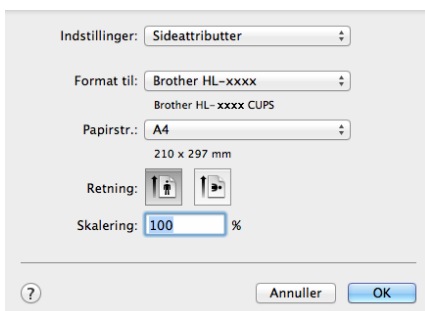 Indstillinger: Sideattributter
Format til: Brother HL-xxxx
Brother HL-xxxx CUPS
Papirstr.: A4
210 x 297 mm
Retning:
Skalering: 100 %
? Annuller OK